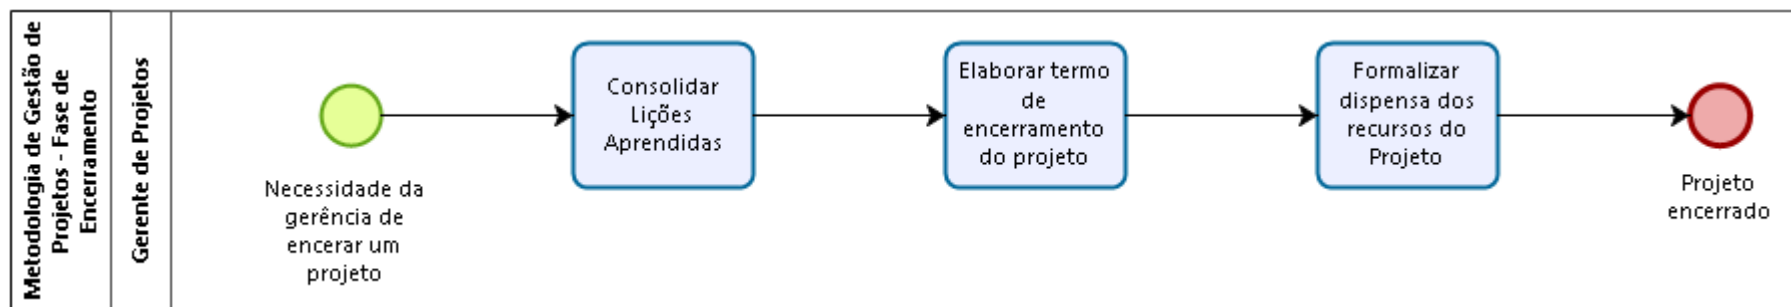 Metodologia de Gestão de
Projetos - Fase de
Encerramento
Gerente de Projetos
Necessidade da
gerência de
encerar um
projeto
Consolidar
Lições
Aprendidas
Elaborar termo
de
encerramento
do projeto
Formalizar
dispensa dos
recursos do
Projeto
Projeto
encerrado